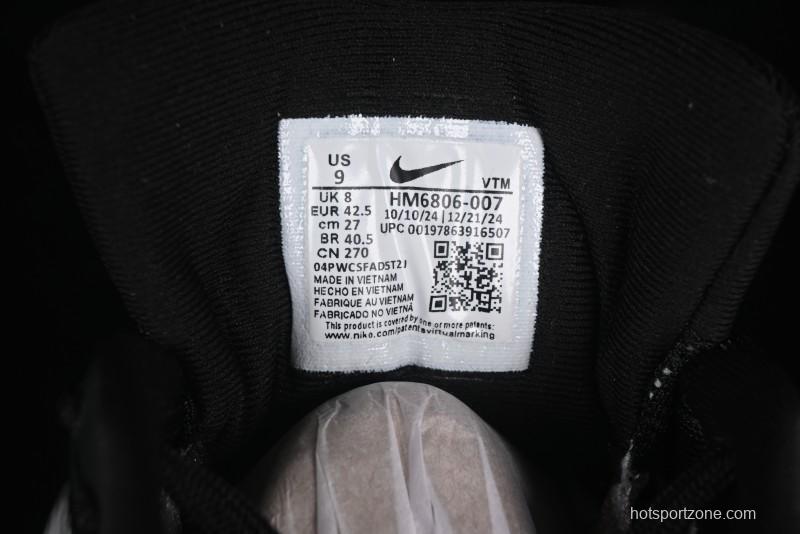 US
9
VTM
UK 8
EUR 42.5
cm 27
BR 40.5
CN 270
HM6806-007
10/10/24 | 12/21/24
UPC 00197863916507
04PWCSFAD5T2J
MADE IN VIETNAM
HECHO EN VIETNAM
FABRIQUE AU VIETNAM
FABRICADO NO VIETNÃ
This product is covered by one or more patents:
www.niko.com/patentsvirtualmarking
hotsportzone.com